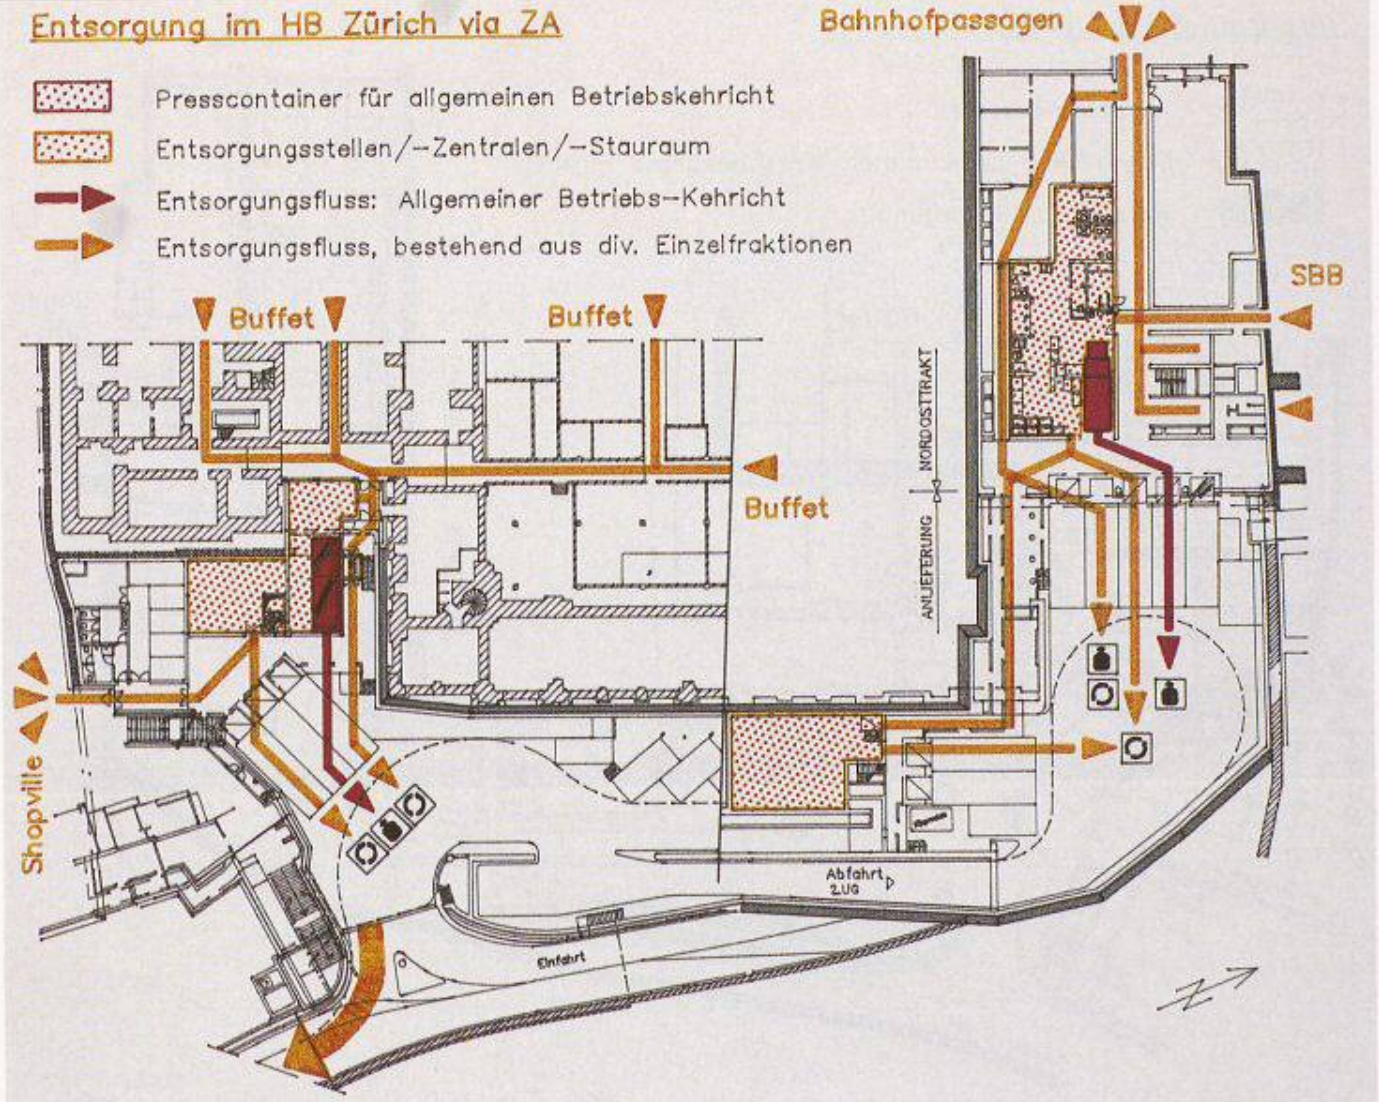 Entsorgung im HB Zürich via ZA
Bahnhofpassagen
Presscontainer für allgemeinen Betriebskehricht
Entsorgungsstellen/-Zentralen/-Stauraum
Entsorgungsfluss: Allgemeiner Betriebs-Kehricht
Entsorgungsfluss, bestehend aus div. Einzelfraktionen
SBB
Buffet
Buffet
NORDOSTTRAKT
Buffet
ANLIEFERUNG
Shopville
Abfahrt
2.UG
Einfahrt